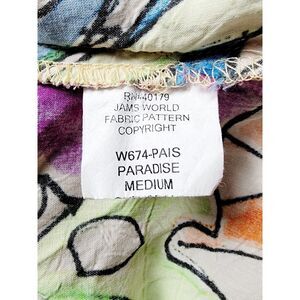 RN 40179
JAMS WORLD
FABRIC PATTERN
COPYRIGHT
W674-PAIS
PARADISE
MEDIUM